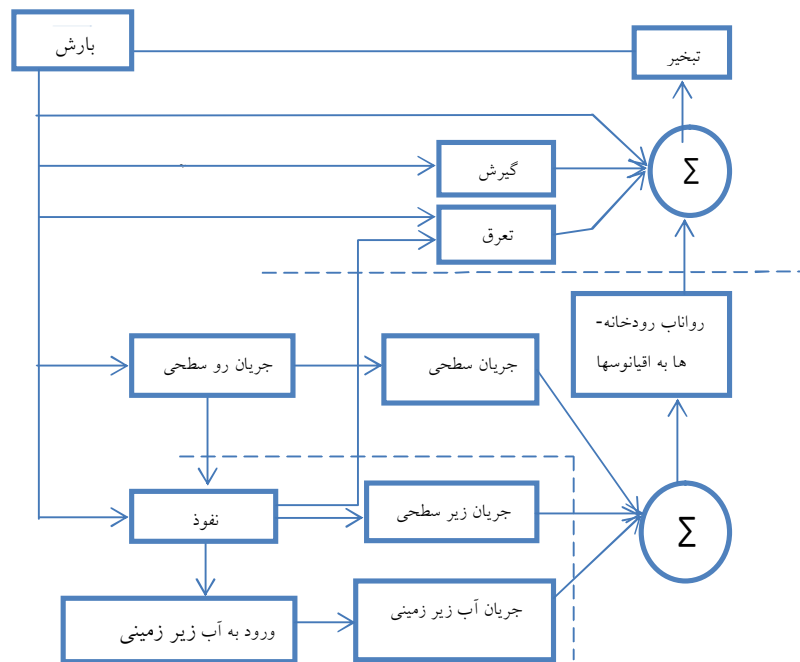 بارش
تبخیر
گیرش
∑
تعرق
رواناب رودخانه-
ها به اقیانوسها
جریان رو سطحی
جریان سطحی
نفوذ
جریان زیر سطحی
∑
ورود به آب زیر زمینی
جریان آب زیر زمینی